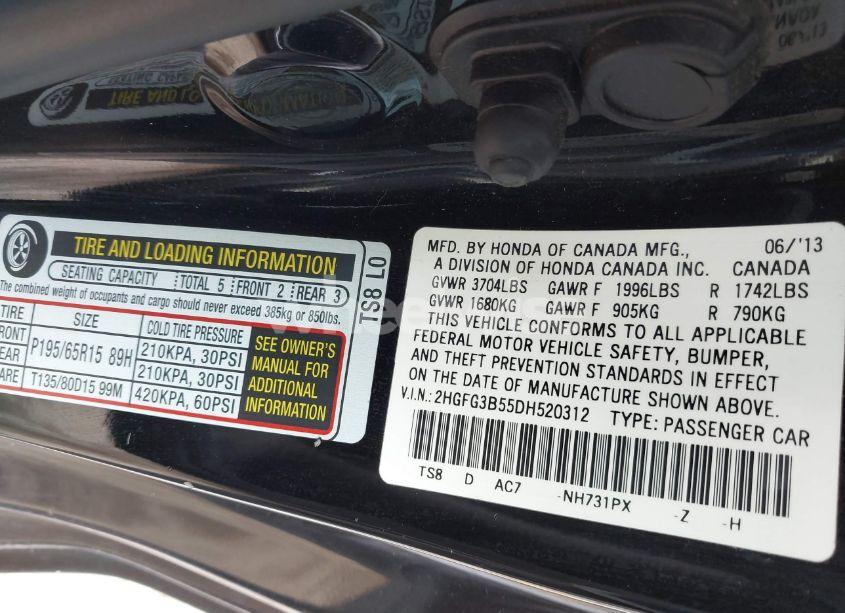 TIRE AND LOADING INFORMATION
SEATING CAPACITY TOTAL 5 FRONT 2 REAR 3
The combined weight of occupants and cargo should never exceed 385kg or 850lbs.
TIRE SIZE COLD TIRE PRESSURE
FRONT P195/65R15 89H 210KPA, 30PSI
REAR 210KPA, 30PSI
T135/80D15 99M 420KPA, 60PSI
SEE OWNER'S
MANUAL FOR
ADDITIONAL
INFORMATION
TS8 LO
MFD. BY HONDA OF CANADA MFG., 06/'13
A DIVISION OF HONDA CANADA INC. CANADA
GVWR 3704LBS GAWR F 1996LBS R 1742LBS
GVWR 1680KG GAWR F 905KG R 790KG
THIS VEHICLE CONFORMS TO ALL APPLICABLE
FEDERAL MOTOR VEHICLE SAFETY, BUMPER,
AND THEFT PREVENTION STANDARDS IN EFFECT
ON THE DATE OF MANUFACTURE SHOWN ABOVE.
V.I.N.: 2HGFG3B55DH520312 TYPE: PASSENGER CAR
TS8 D AC7 -NH731PX -Z -H